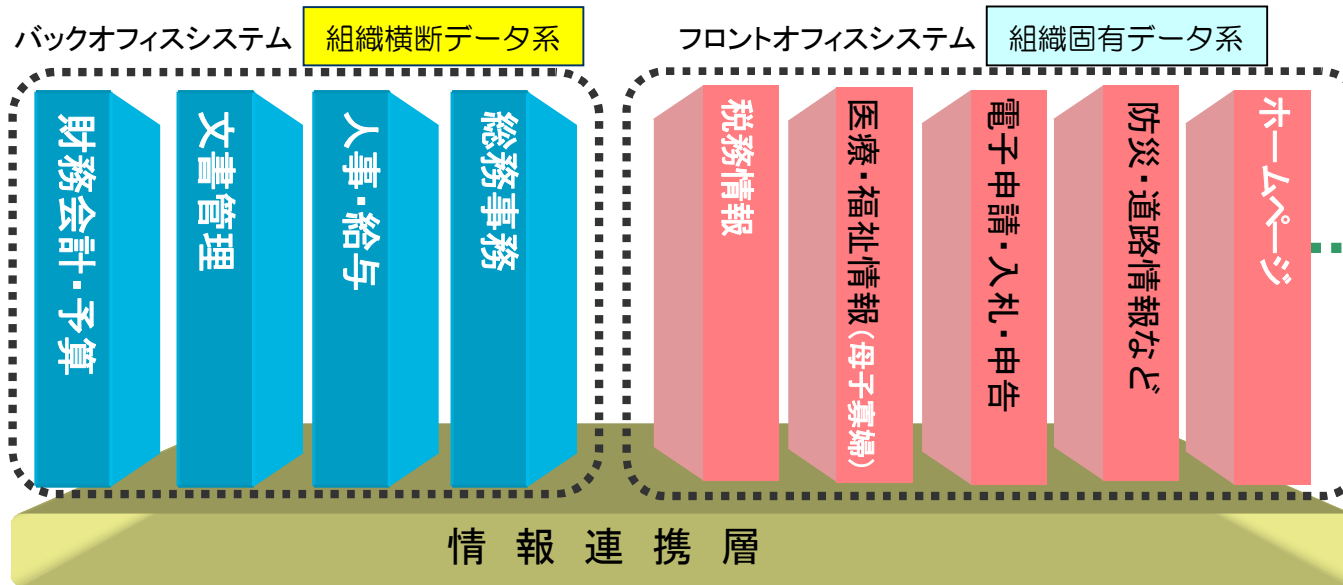 バックオフィスシステム
組織横断データ系
フロントオフィスシステム
組織固有データ系
財務会計・予算
文書管理
人事・給与
総務事務
税務情報
医療・福祉情報(母子寡婦)
電子申請・入札・申告
防災・道路情報など
ホームページ
情報連携層